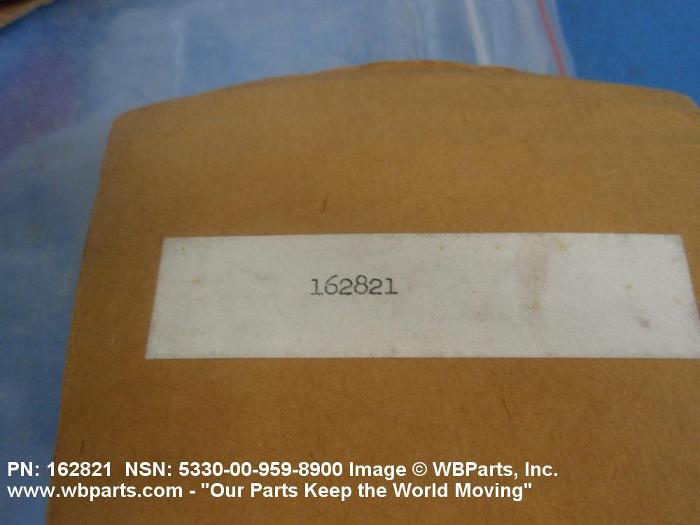 162821
PN: 162821 NSN: 5330-00-959-8900 Image © WBParts, Inc.
www.wbparts.com - "Our Parts Keep the World Moving"